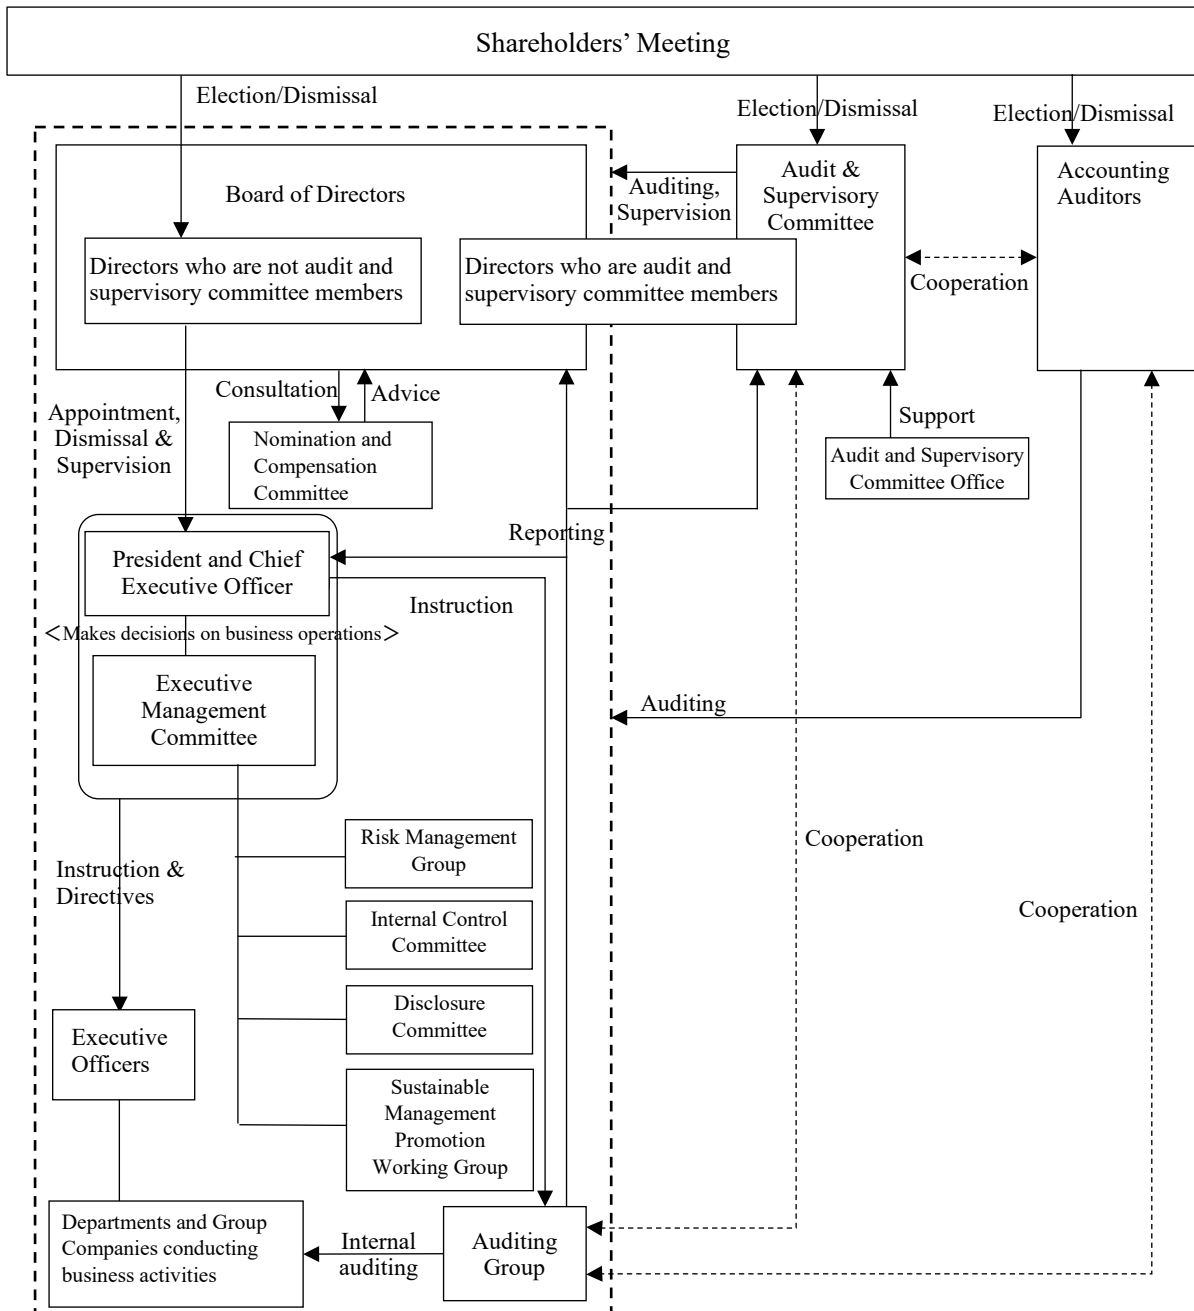 Shareholders’ Meeting
Election/Dismissal
Election/Dismissal
Election/Dismissal
Board of Directors
Auditing,
Supervision
Audit &
Supervisory
Committee
Accounting
Auditors
Directors who are not audit and
supervisory committee members
Directors who are audit and
supervisory committee members
Cooperation
Consultation
Advice
Appointment,
Dismissal &
Supervision
Nomination and
Compensation
Committee
Support
Audit and Supervisory
Committee Office
Reporting
President and Chief
Executive Officer
Instruction
＜Makes decisions on business operations＞
Executive
Management
Committee
Auditing
Risk Management
Group
Cooperation
Instruction &
Directives
Internal Control
Committee
Cooperation
Disclosure
Committee
Executive
Officers
Sustainable
Management
Promotion
Working Group
Departments and Group
Companies conducting
business activities
Internal
auditing
Auditing
Group